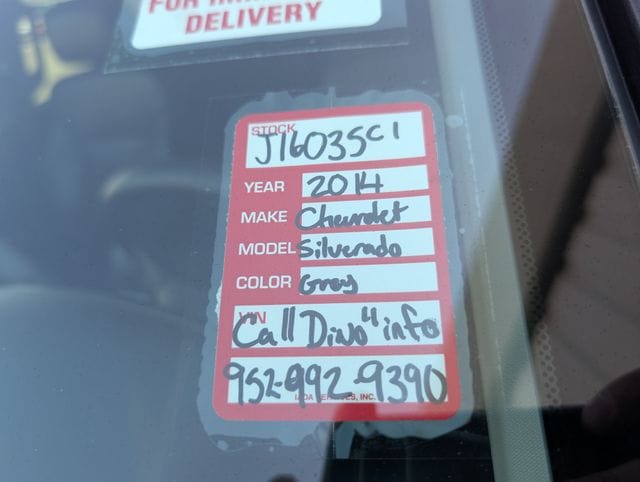 DELIVERY
STOCK J16035C1
YEAR 2014
MAKE Chevrolet
MODEL Silverado
COLOR Grey
VIN Call Dino 4 info
952-992-9390
INC.